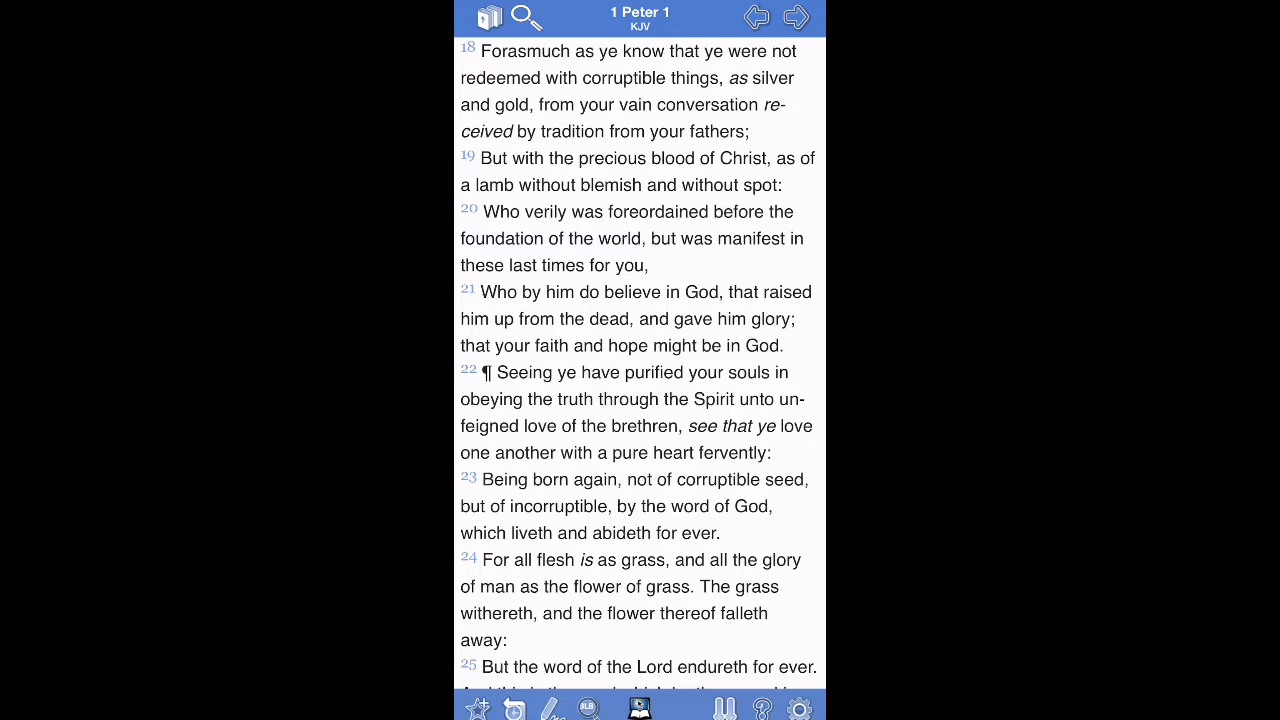 1 Peter 1
KJV
18 Forasmuch as ye know that ye were not
redeemed with corruptible things, as silver
and gold, from your vain conversation re-
ceived by tradition from your fathers;
19 But with the precious blood of Christ, as of
a lamb without blemish and without spot:
20 Who verily was foreordained before the
foundation of the world, but was manifest in
these last times for you,
21 Who by him do believe in God, that raised
him up from the dead, and gave him glory;
that your faith and hope might be in God.
22 ¶ Seeing ye have purified your souls in
obeying the truth through the Spirit unto un-
feigned love of the brethren, see that ye love
one another with a pure heart fervently:
23 Being born again, not of corruptible seed,
but of incorruptible, by the word of God,
which liveth and abideth for ever.
24 For all flesh is as grass, and all the glory
of man as the flower of grass. The grass
withereth, and the flower thereof falleth
away:
25 But the word of the Lord endureth for ever.
BLB